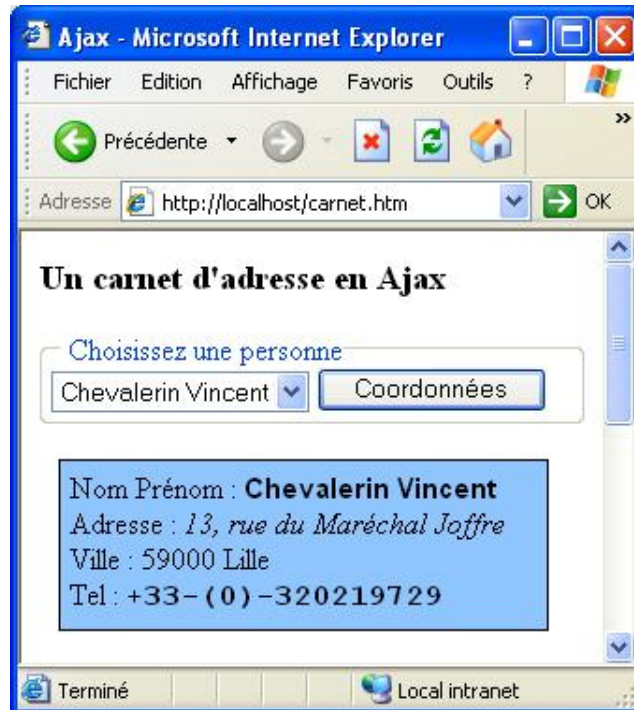 Ajax - Microsoft Internet Explorer
Fichier Edition Affichage Favoris Outils ?
Précédente »
Adresse http://localhost/carnet.htm OK
Un carnet d'adresse en Ajax
Choisissez une personne
Chevalerin Vincent Coordonnées
Nom Prénom : Chevalerin Vincent
Adresse : 13, rue du Maréchal Joffre
Ville : 59000 Lille
Tel : +33-(0)-320219729
Terminé Local intranet